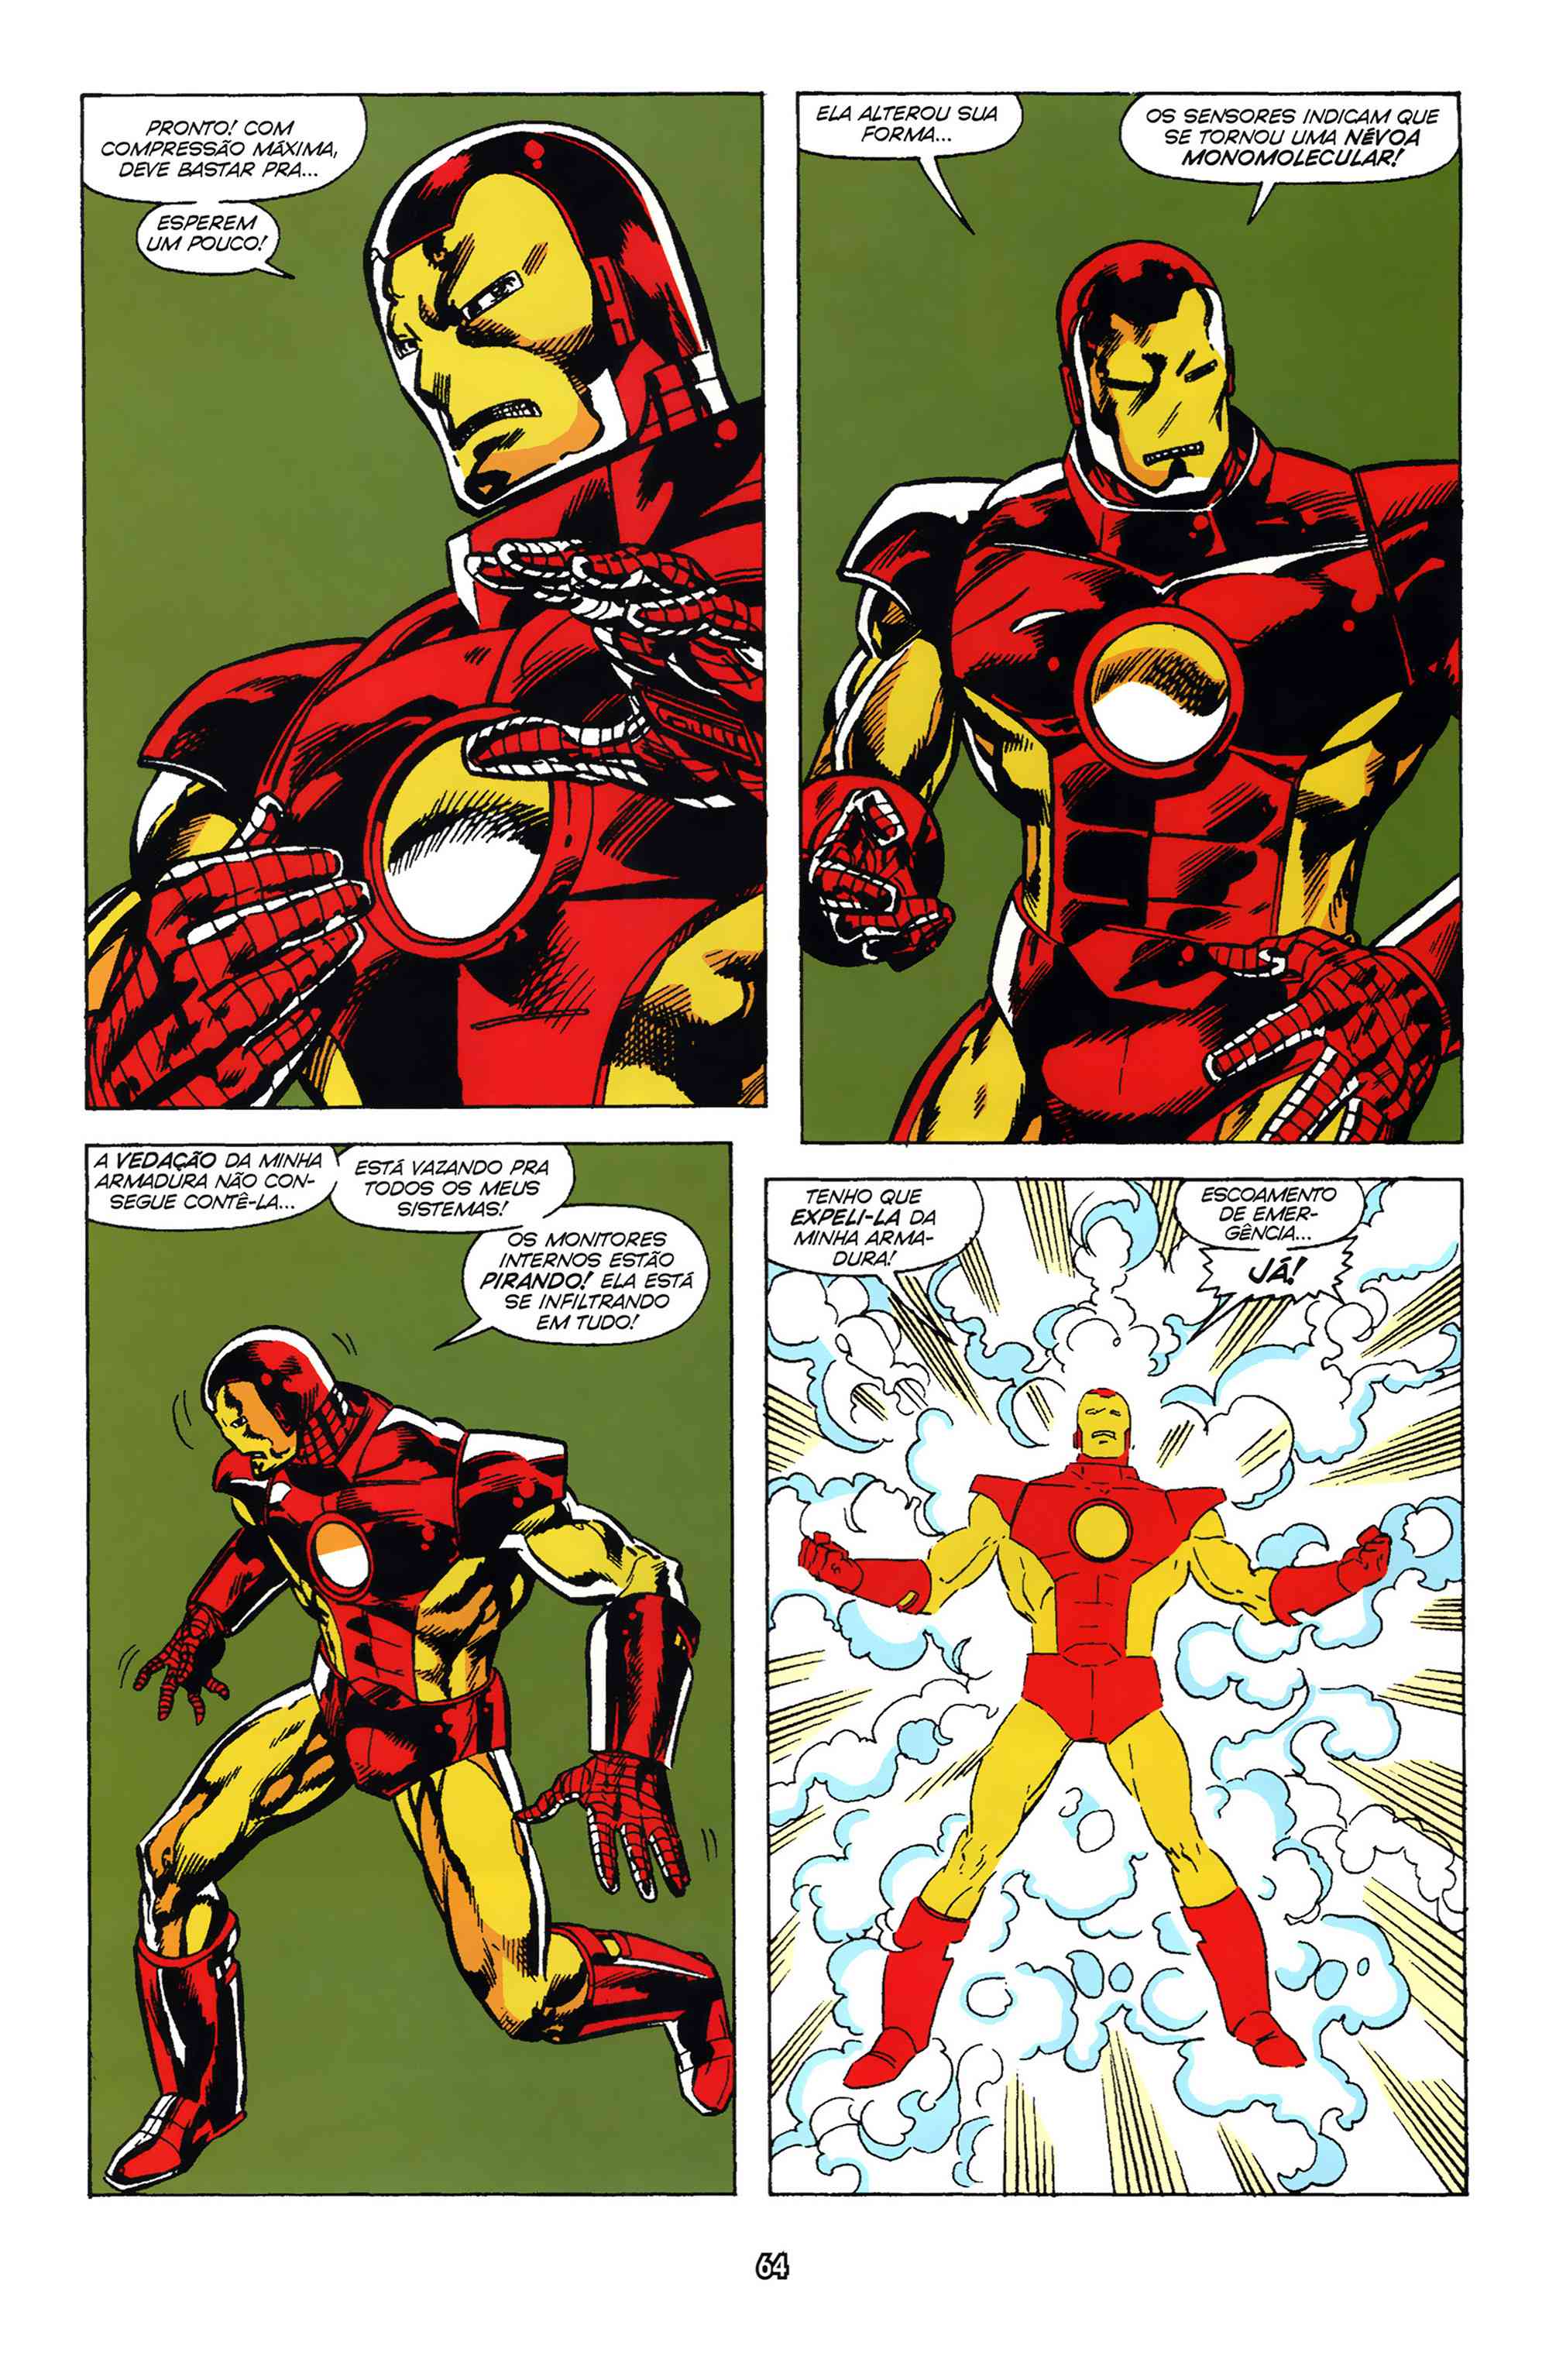 PRONTO! COM
COMPRESSÃO MÁXIMA,
DEVE BASTAR PRA...
ESPEREM
UM POUCO!
ELA ALTEROU SUA
FORMA...
OS SENSORES INDICAM QUE
SE TORNOU UMA NÉVOA
MONOMOLECULAR!
A VEDAÇÃO DA MINHA
ARMADURA NÃO CON-
SEGUE CONTÊ-LA...
ESTÁ VAZANDO PRA
TODOS OS MEUS
SISTEMAS!
OS MONITORES
INTERNOS ESTÃO
PIRANDO! ELA ESTÁ
SE INFILTRANDO
EM TUDO!
TENHO QUE
EXPELI-LA DA
MINHA ARMA-
DURA!
ESCOAMENTO
DE EMER-
GÊNCIA...
JÁ!
64